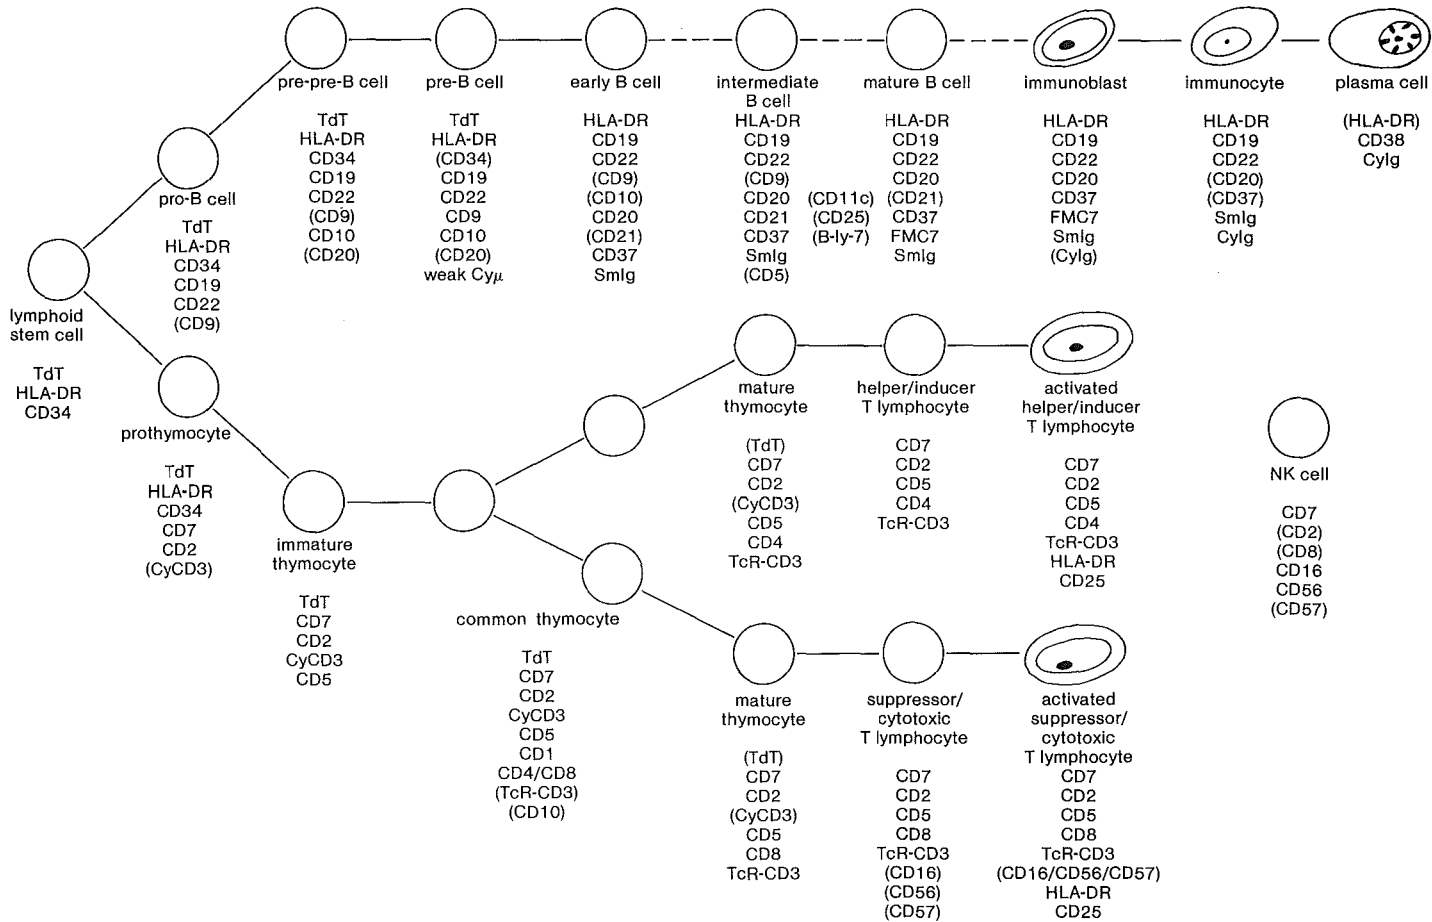 pre-pre-B cell
TdT
HLA-DR
CD34
CD19
CD22
(CD9)
CD10
(CD20)
pre-B cell
TdT
HLA-DR
(CD34)
CD19
CD22
CD9
CD10
(CD20)
weak Cyμ
early B cell
HLA-DR
CD19
CD22
(CD9)
(CD10)
CD20
(CD21)
CD37
SmIg
intermediate
B cell
HLA-DR
CD19
CD22
(CD9)
CD20
CD21
CD37
SmIg
(CD5)
(CD11c)
(CD25)
(B-ly-7)
mature B cell
HLA-DR
CD19
CD22
CD20
(CD21)
CD37
FMC7
SmIg
immunoblast
HLA-DR
CD19
CD22
CD20
CD37
FMC7
SmIg
(CyIg)
immunocyte
HLA-DR
CD19
CD22
(CD20)
(CD37)
SmIg
CyIg
plasma cell
(HLA-DR)
CD38
CyIg
pro-B cell
TdT
HLA-DR
CD34
CD19
CD22
(CD9)
lymphoid
stem cell
TdT
HLA-DR
CD34
prothymocyte
TdT
HLA-DR
CD34
CD7
CD2
(CyCD3)
immature
thymocyte
TdT
CD7
CD2
CyCD3
CD5
common thymocyte
TdT
CD7
CD2
CyCD3
CD5
CD1
CD4/CD8
(TcR-CD3)
(CD10)
mature
thymocyte
(TdT)
CD7
CD2
(CyCD3)
CD5
CD4
TcR-CD3
helper/inducer
T lymphocyte
CD7
CD2
CD5
CD4
TcR-CD3
activated
helper/inducer
T lymphocyte
CD7
CD2
CD5
CD4
TcR-CD3
HLA-DR
CD25
mature
thymocyte
(TdT)
CD7
CD2
(CyCD3)
CD5
CD8
TcR-CD3
suppressor/
cytotoxic
T lymphocyte
CD7
CD2
CD5
CD8
TcR-CD3
(CD16)
(CD56)
(CD57)
activated
suppressor/
cytotoxic
T lymphocyte
CD7
CD2
CD5
CD8
TcR-CD3
(CD16/CD56/CD57)
HLA-DR
CD25
NK cell
CD7
(CD2)
(CD8)
CD16
CD56
(CD57)